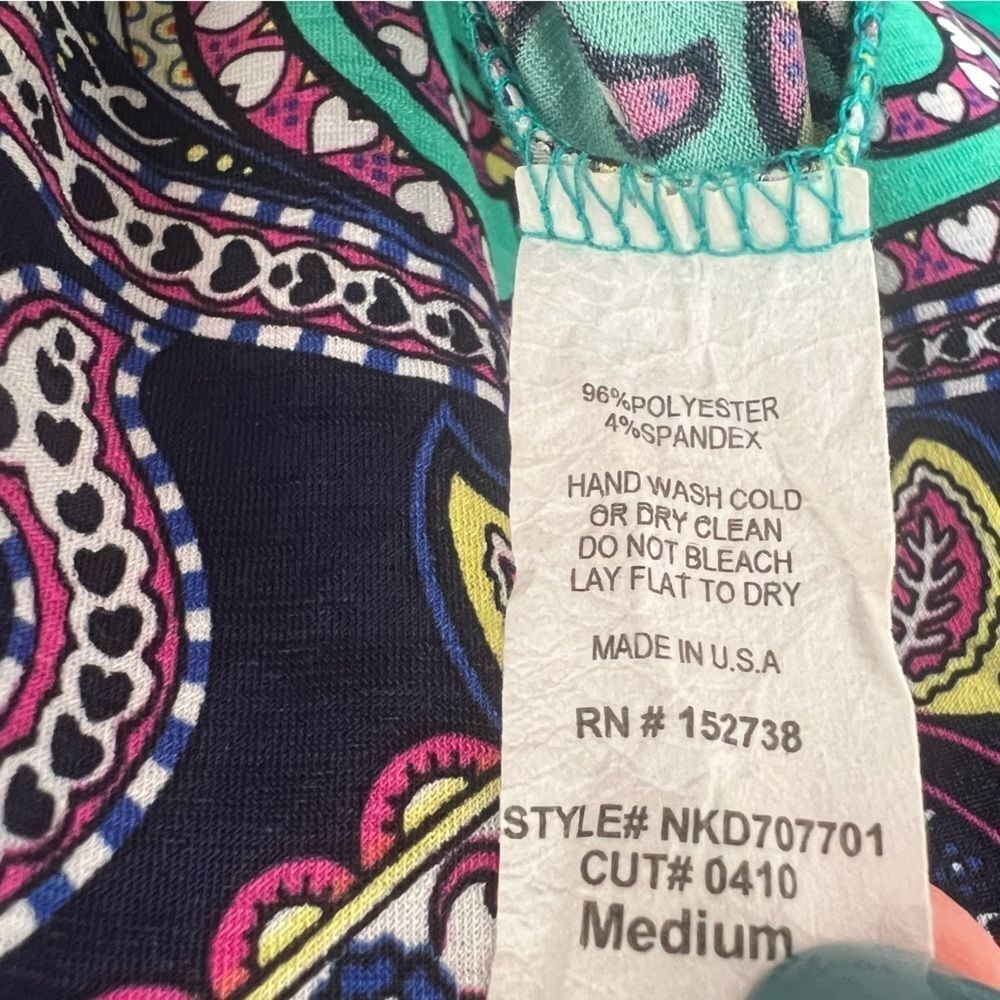 96%POLYESTER
4%SPANDEX
HAND WASH COLD
OR DRY CLEAN
DO NOT BLEACH
LAY FLAT TO DRY
MADE IN U.S.A
RN # 152738
STYLE# NKD707701
CUT# 0410
Medium